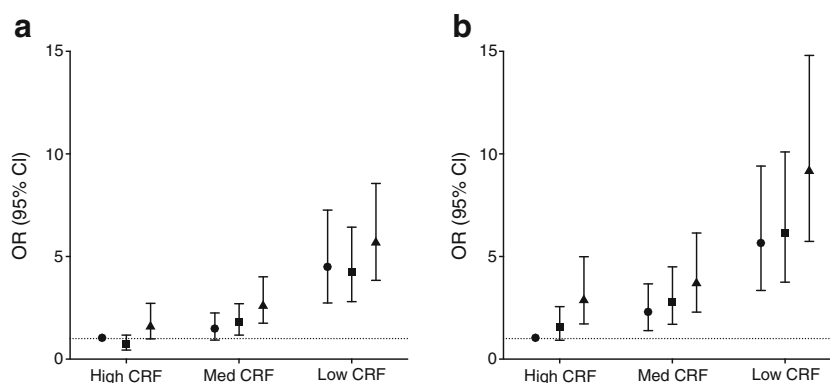 a
15
10
5
0
OR (95% CI)
High CRF Med CRF Low CRF
b
15
10
5
0
OR (95% CI)
High CRF Med CRF Low CRF